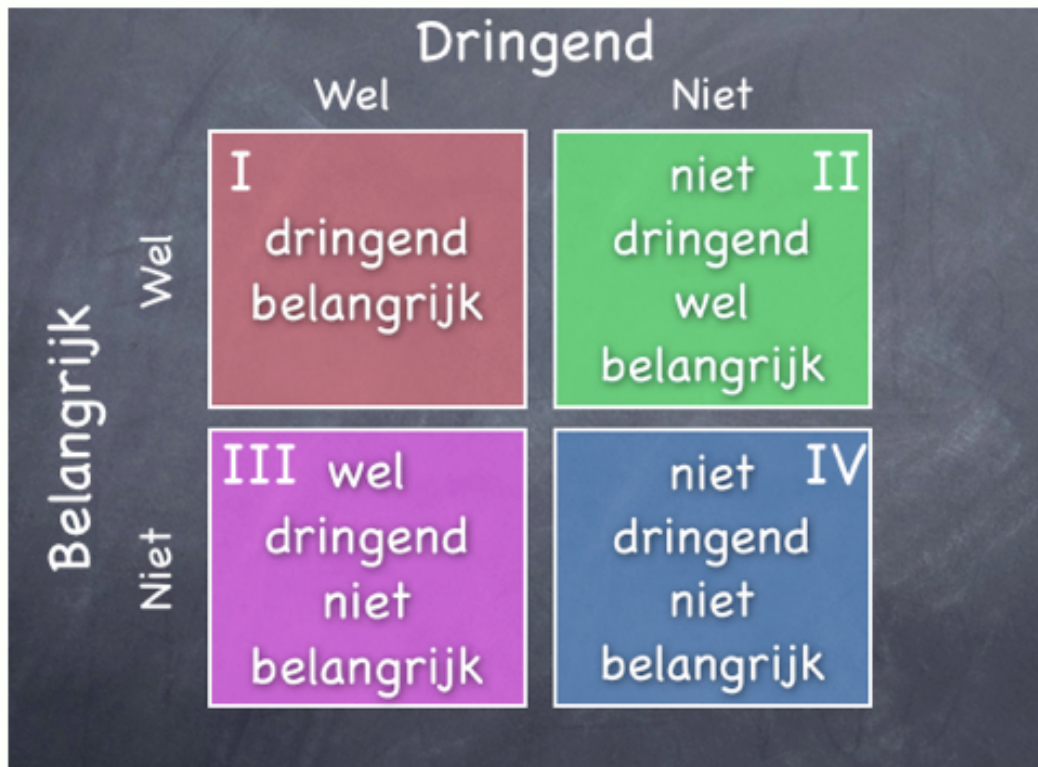 Dringend
Wel
Niet
Belangrijk
Wel
I
dringend
belangrijk
II
niet
dringend
wel
belangrijk
Niet
III
wel
dringend
niet
belangrijk
IV
niet
dringend
niet
belangrijk